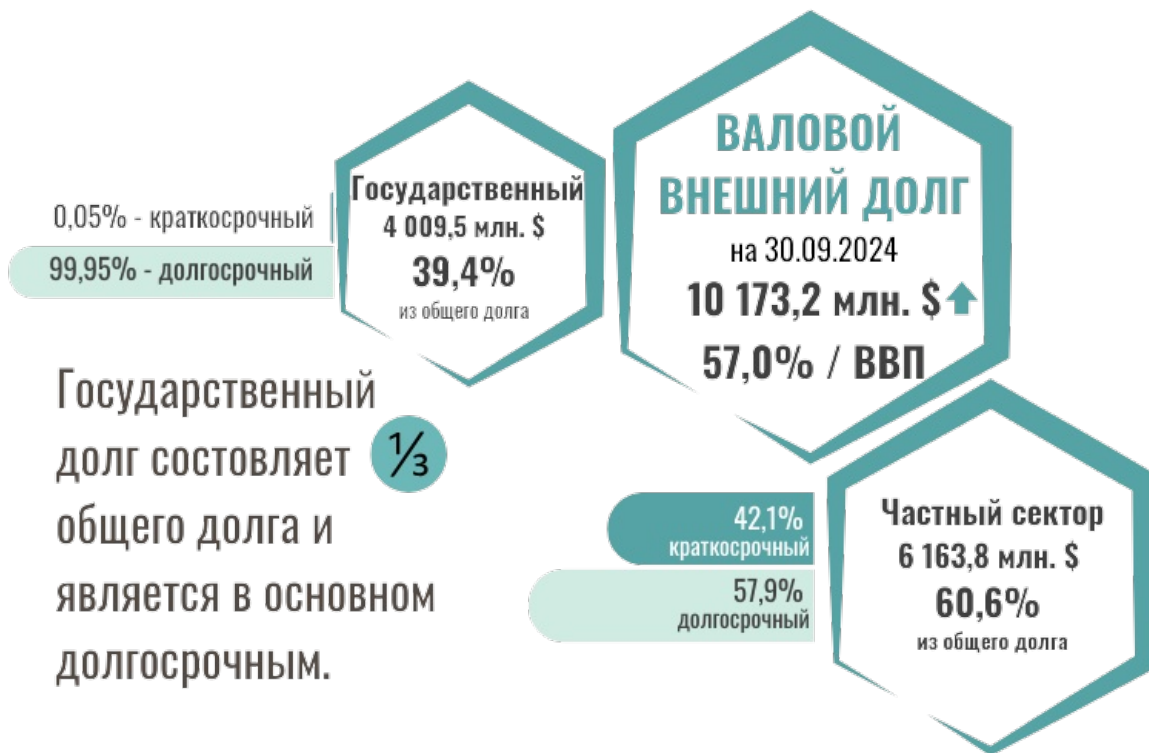 ВАЛОВОЙ
ВНЕШНИЙ ДОЛГ
на 30.09.2024
10 173,2 млн. $
57,0% / ВВП
Государственный
4 009,5 млн. $
39,4%
из общего долга
0,05% - краткосрочный
99,95% - долгосрочный
Государственный
долг состовляет ⅓
общего долга и
является в основном
долгосрочным.
Частный сектор
6 163,8 млн. $
60,6%
из общего долга
42,1%
краткосрочный
57,9%
долгосрочный